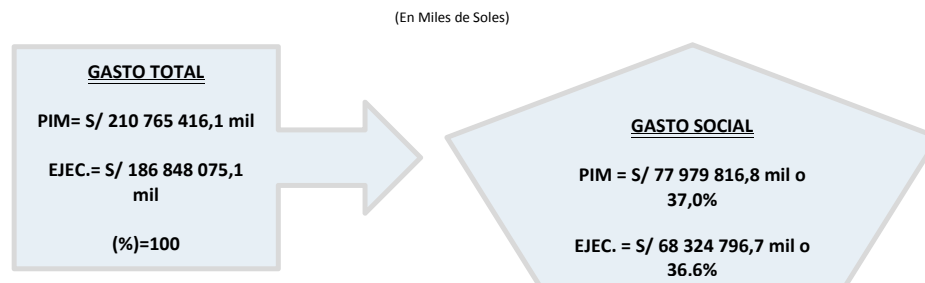 (En Miles de Soles)
GASTO TOTAL
PIM= S/ 210 765 416,1 mil
EJEC.= S/ 186 848 075,1
mil
(%)=100
GASTO SOCIAL
PIM = S/ 77 979 816,8 mil o
37,0%
EJEC. = S/ 68 324 796,7 mil o
36.6%